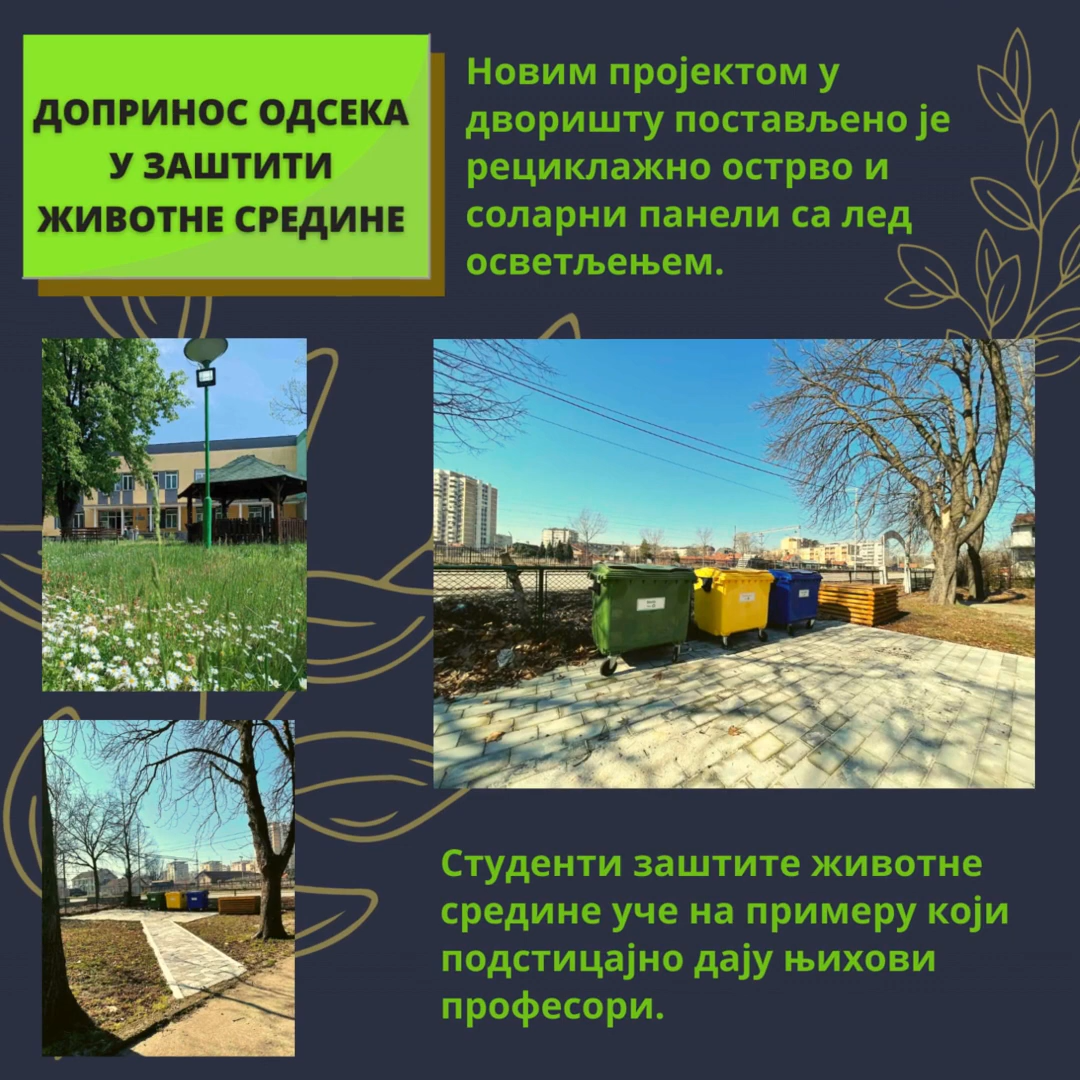 ДОПРИНОС ОДСЕКА
У ЗАШТИТИ
ЖИВОТНЕ СРЕДИНЕ
Новим пројектом у
дворишту постављено је
рециклажно острво и
соларни панели са лед
осветљењем.
Студенти заштите животне
средине уче на примеру који
подстицајно дају њихови
професори.